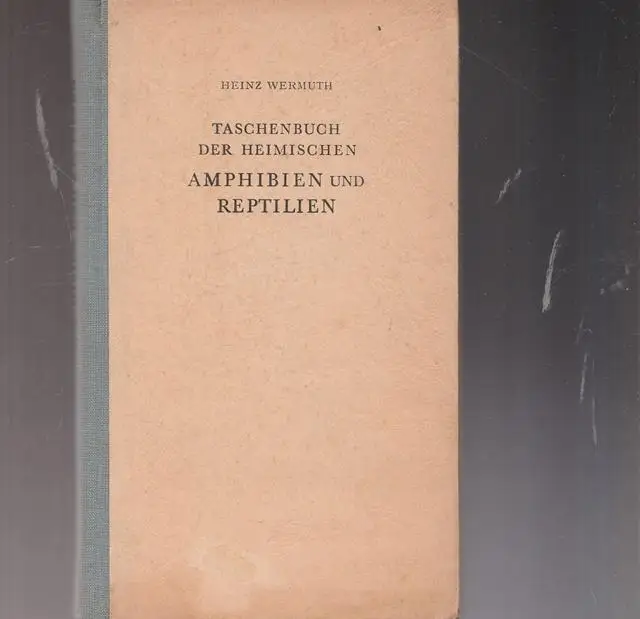 HEINZ WERMUTH
TASCHENBUCH
DER HEIMISCHEN
AMPHIBIEN UND
REPTILIEN